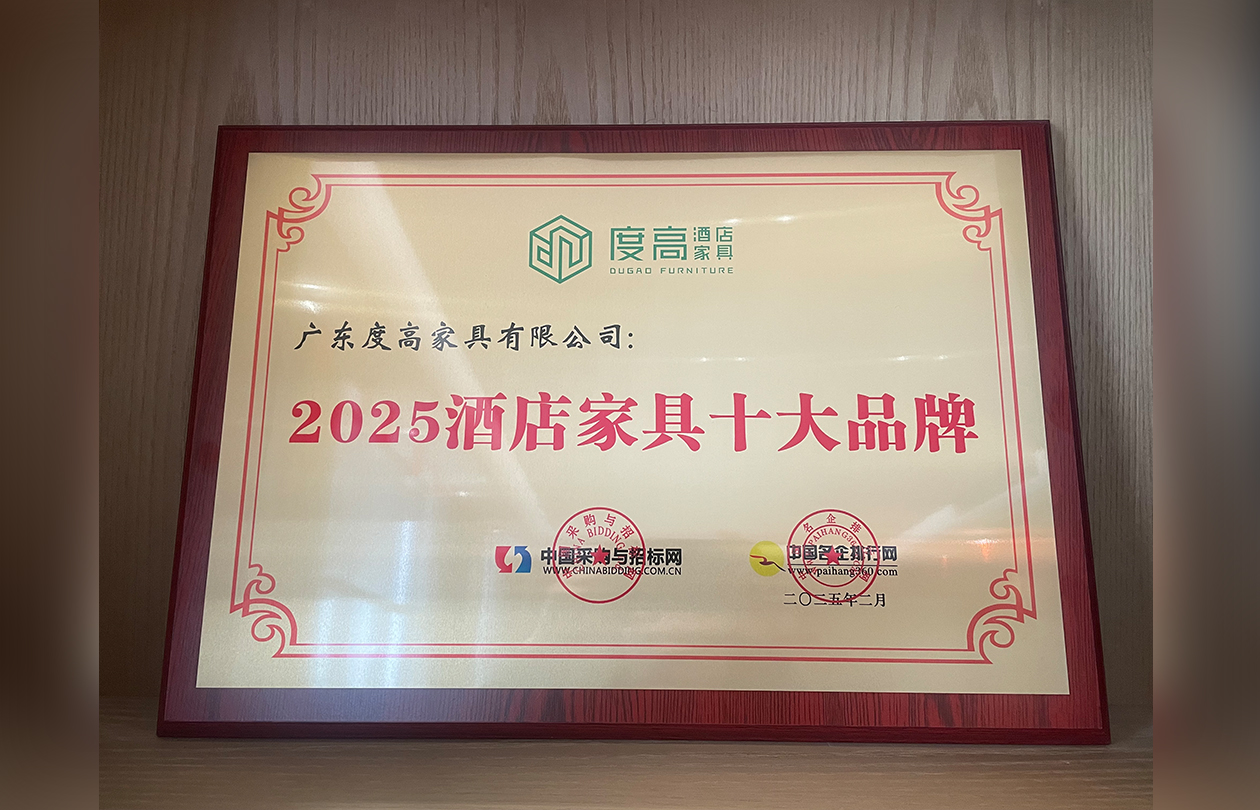 度高酒店家具
DUGAO FURNITURE
广东度高家具有限公司:
2025酒店家具十大品牌
中国采购与招标网
WWW.CHINABIDDING.COM.CN
中国名企排行网
www.paihang360.com
二〇二五年二月